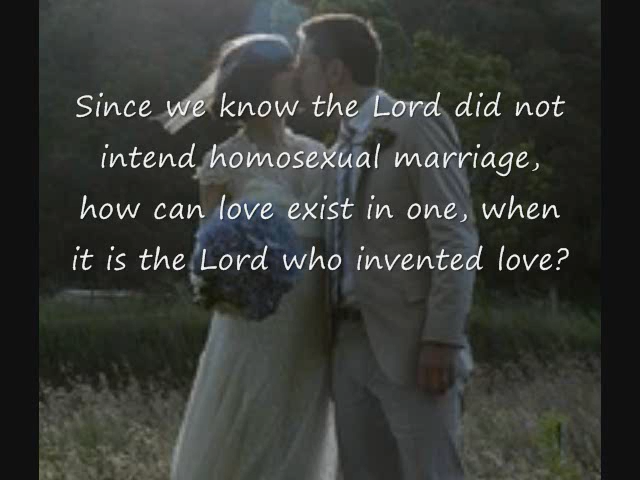 Since we know the Lord did not
intend homosexual marriage,
how can love exist in one, when
it is the Lord who invented love?